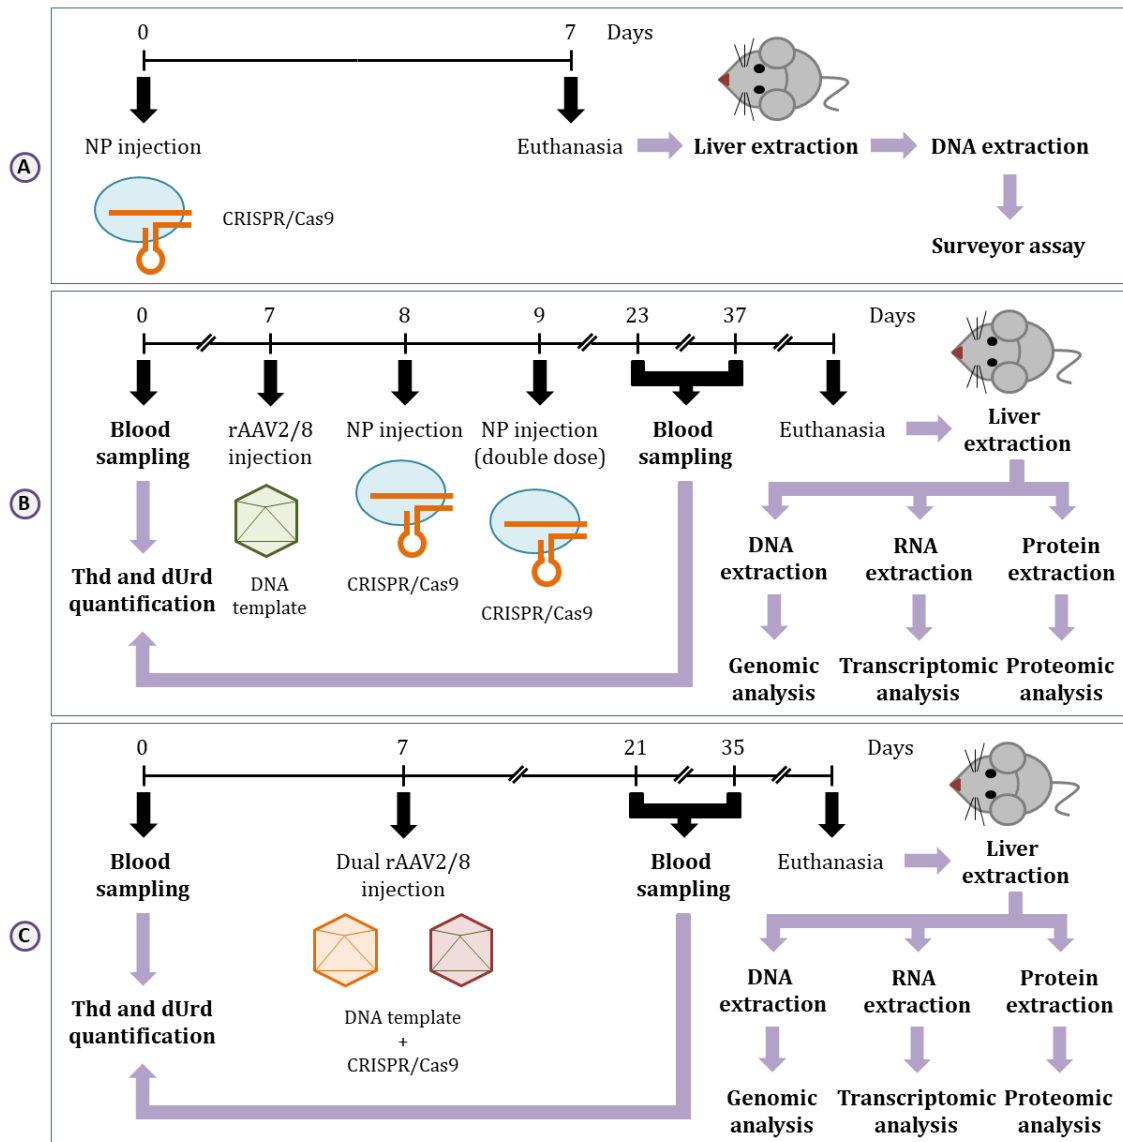 0
7
Days
NP injection
Euthanasia
Liver extraction
DNA extraction
A
CRISPR/Cas9
Surveyor assay
0
7
8
9
23
37
Days
Blood
sampling
rAAV2/8
injection
NP injection
NP injection
(double dose)
Blood
sampling
Euthanasia
Liver
extraction
B
DNA
template
CRISPR/Cas9
CRISPR/Cas9
Thd and dUrd
quantification
DNA
extraction
RNA
extraction
Protein
extraction
Genomic
analysis
Transcriptomic
analysis
Proteomic
analysis
0
7
21
35
Days
Blood
sampling
Dual rAAV2/8
injection
Blood
sampling
Euthanasia
Liver
extraction
C
Thd and dUrd
quantification
DNA template
+
CRISPR/Cas9
DNA
extraction
RNA
extraction
Protein
extraction
Genomic
analysis
Transcriptomic
analysis
Proteomic
analysis